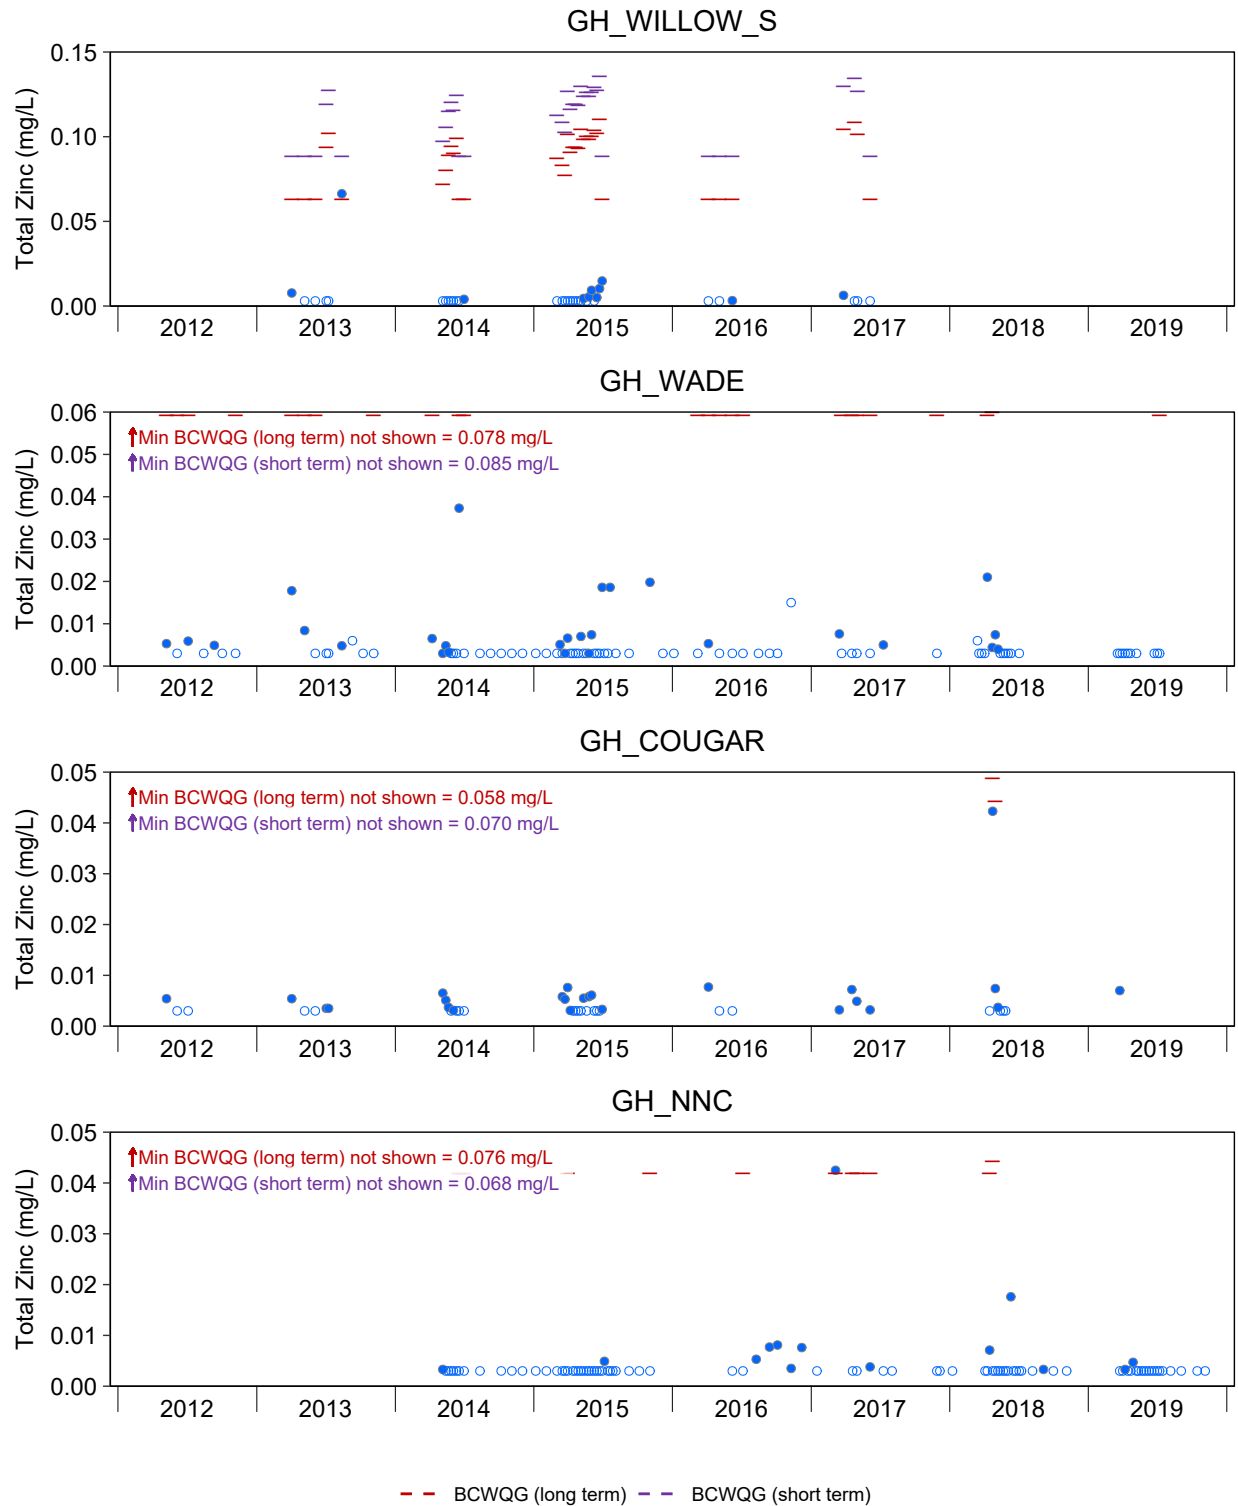 GH_WILLOW_S
Total Zinc (mg/L)
0.15
0.10
0.05
0.00
2012 2013 2014 2015 2016 2017 2018 2019
GH_WADE
Total Zinc (mg/L)
0.06
0.05
0.04
0.03
0.02
0.01
0.00
Min BCWQG (long term) not shown = 0.078 mg/L
Min BCWQG (short term) not shown = 0.085 mg/L
2012 2013 2014 2015 2016 2017 2018 2019
GH_COUGAR
Total Zinc (mg/L)
0.05
0.04
0.03
0.02
0.01
0.00
Min BCWQG (long term) not shown = 0.058 mg/L
Min BCWQG (short term) not shown = 0.070 mg/L
2012 2013 2014 2015 2016 2017 2018 2019
GH_NNC
Total Zinc (mg/L)
0.05
0.04
0.03
0.02
0.01
0.00
Min BCWQG (long term) not shown = 0.076 mg/L
Min BCWQG (short term) not shown = 0.068 mg/L
2012 2013 2014 2015 2016 2017 2018 2019
BCWQG (long term) BCWQG (short term)